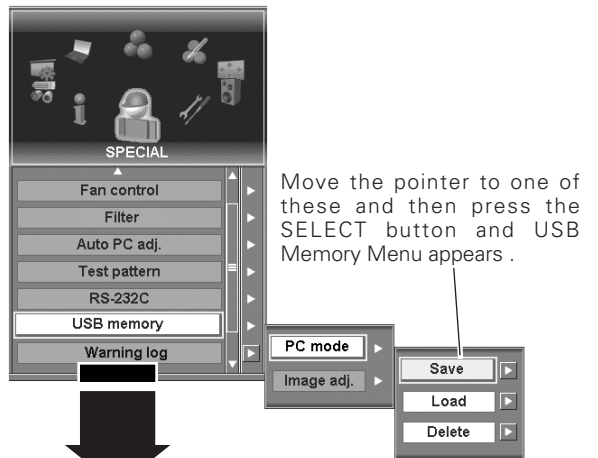 SPECIAL
Fan control
Filter
Auto PC adj.
Test pattern
RS-232C
USB memory
Warning log
Move the pointer to one of
these and then press the
SELECT button and USB
Memory Menu appears .
PC mode
Image adj.
Save
Load
Delete